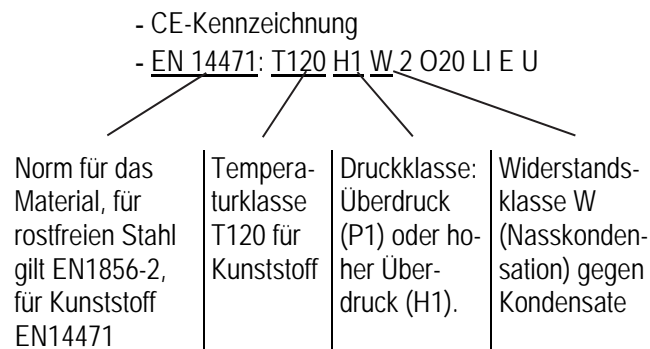 - CE-Kennzeichnung
- EN 14471: T120 H1 W 2 O20 LI E U
Norm für das
Material, für
rostfreien Stahl
gilt EN1856-2,
für Kunststoff
EN14471
Tempera-
turklasse
T120 für
Kunststoff
Druckklasse:
Überdruck
(P1) oder ho-
her Über-
druck (H1).
Widerstands-
klasse W
(Nasskonden-
sation) gegen
Kondensate